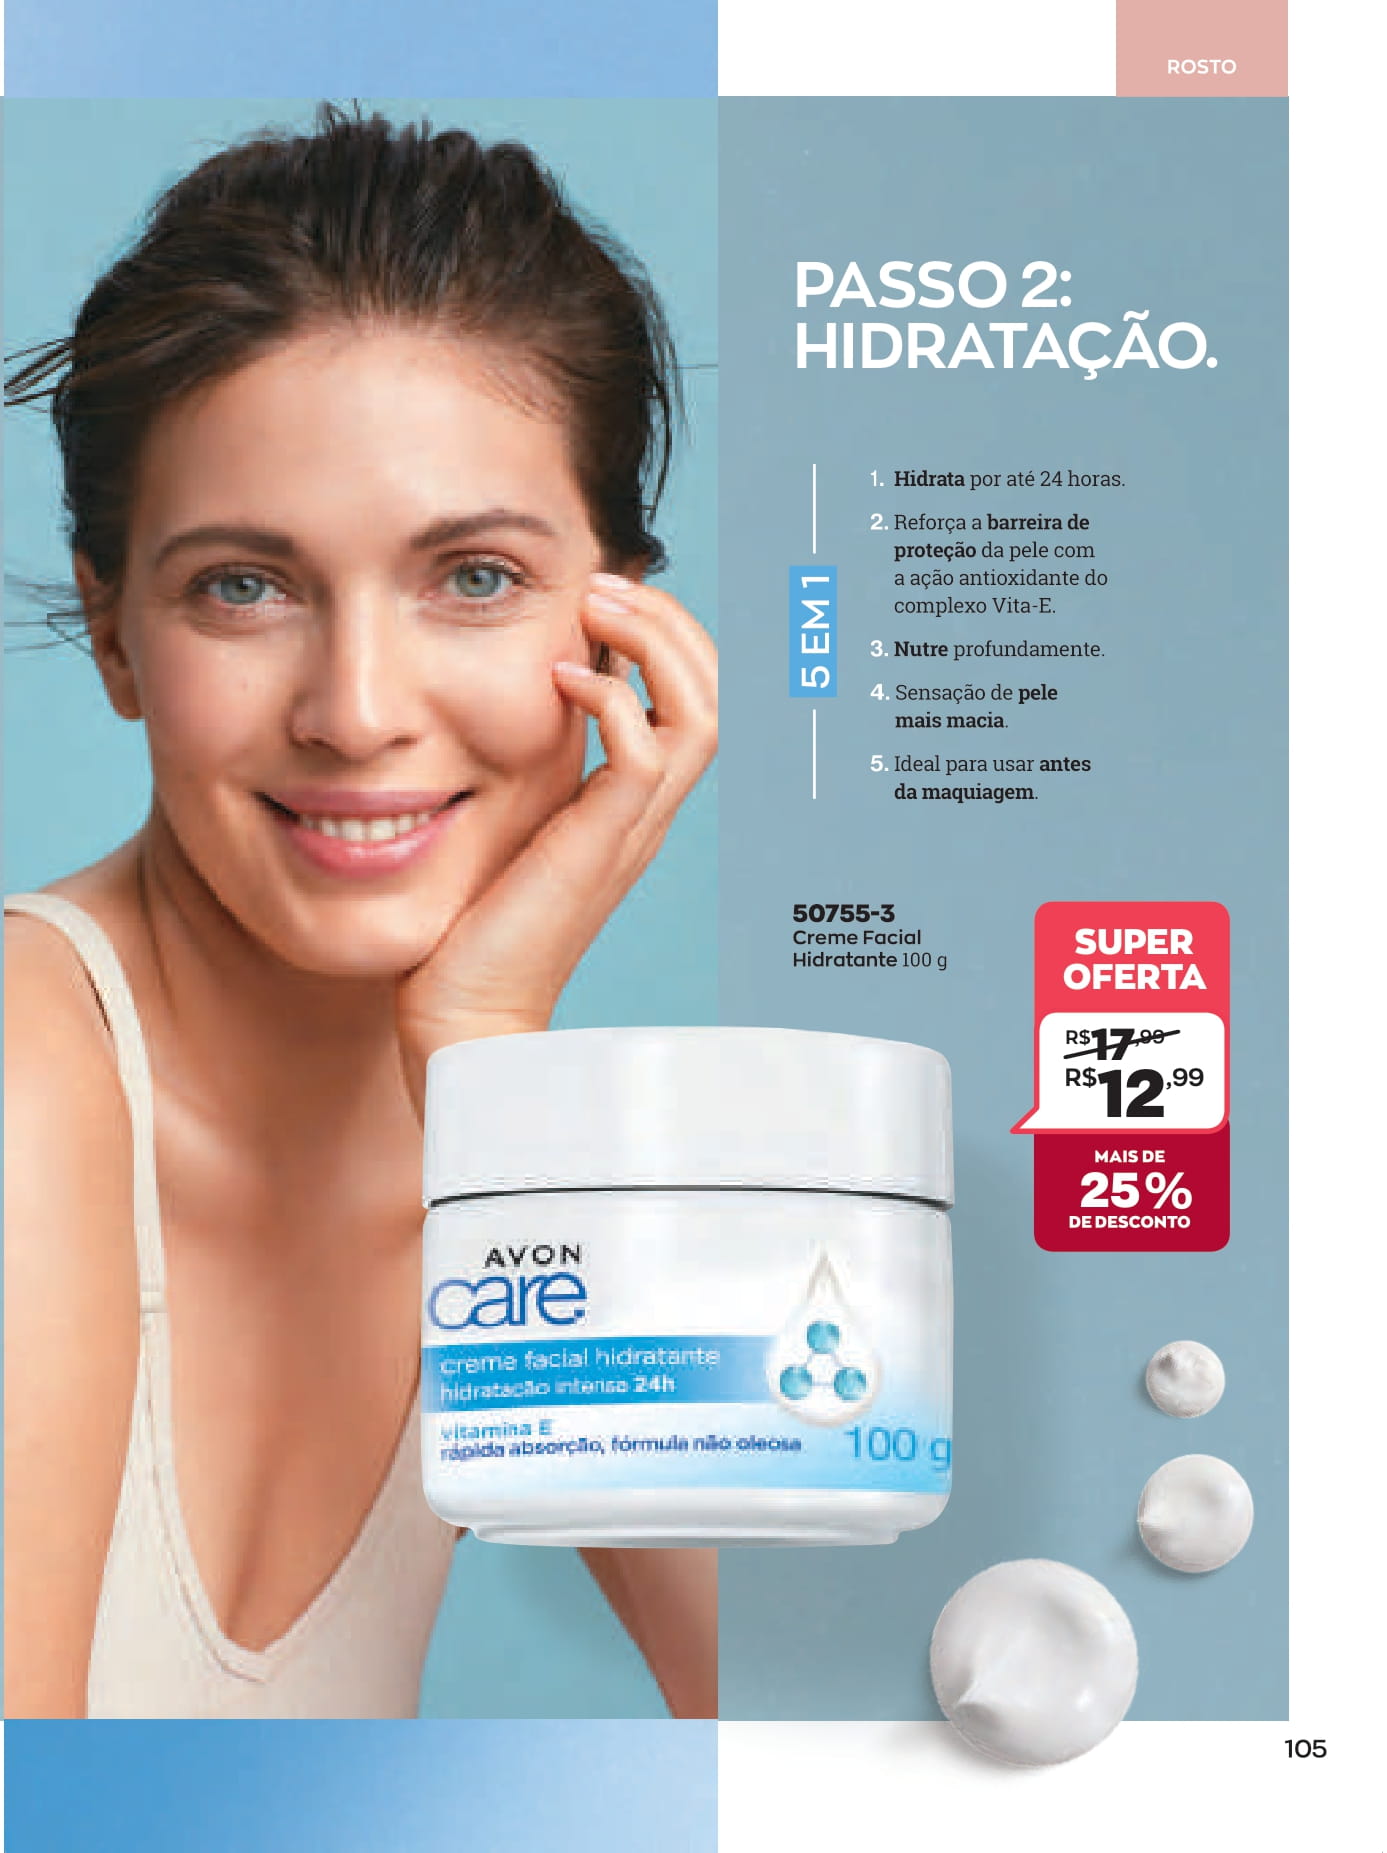 ROSTO
PASSO 2:
HIDRATAÇÃO.
5 EM 1
1. Hidrata por até 24 horas.
2. Reforça a barreira de
proteção da pele com
a ação antioxidante do
complexo Vita-E.
3. Nutre profundamente.
4. Sensação de pele
mais macia.
5. Ideal para usar antes
da maquiagem.
50755-3
Creme Facial
Hidratante 100 g
SUPER
OFERTA
R$17,99
R$12,99
MAIS DE
25%
DE DESCONTO
AVON
care
creme facial hidratante
hidratação intensa 24h
vitamina E
rápida absorção, fórmula não oleosa
100 g
105